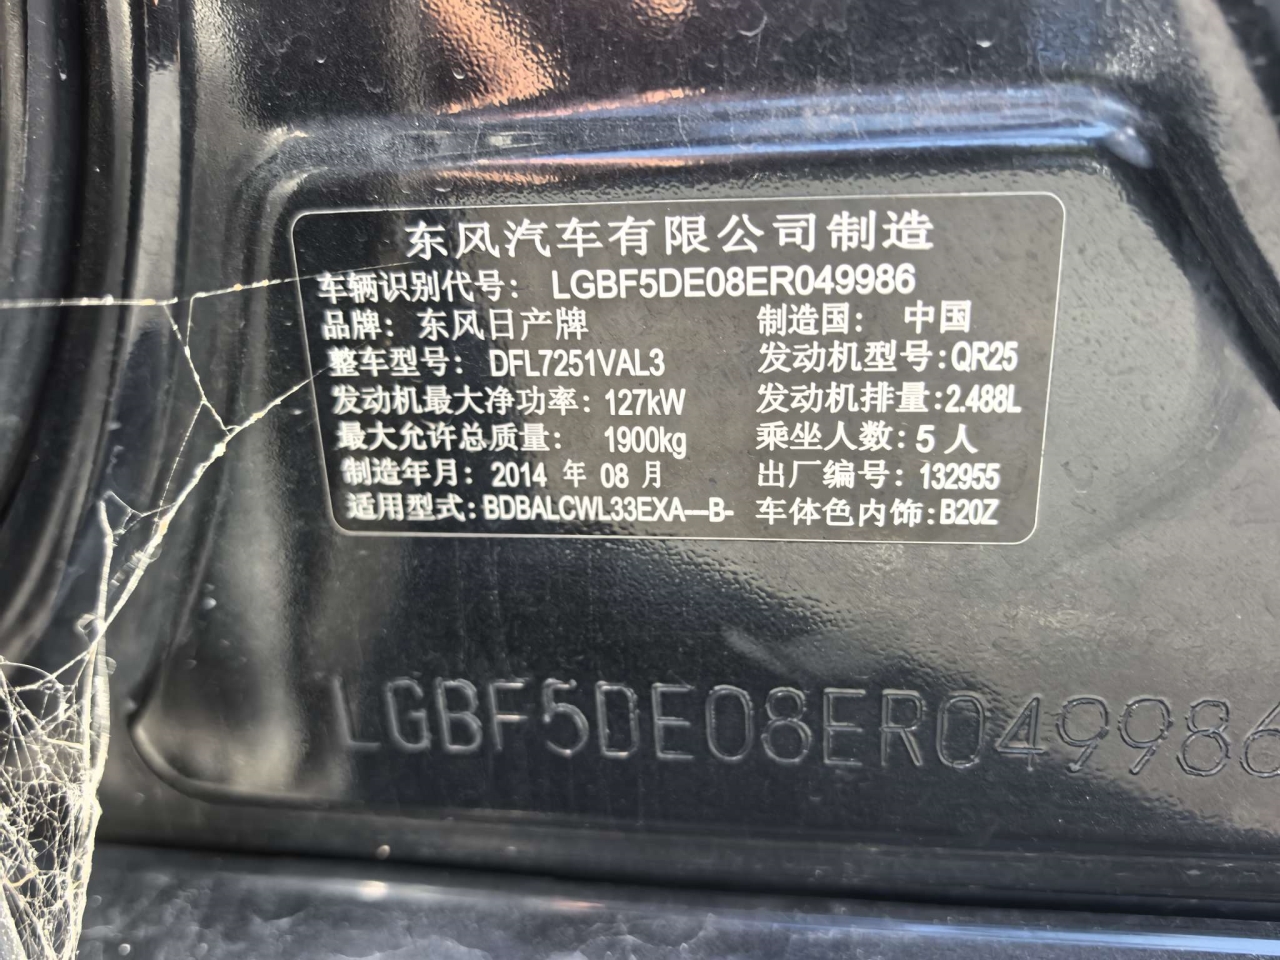 东风汽车有限公司制造
车辆识别代号： LGBF5DE08ER049986
品牌：东风日产牌 制造国： 中国
整车型号： DFL7251VAL3 发动机型号:QR25
发动机最大净功率：127kW 发动机排量:2.488L
最大允许总质量： 1900kg 乘坐人数：5人
制造年月：2014 年 08 月 出厂编号：132955
适用型式：BDBALCWL33EXA---B- 车体色内饰:B20Z
LGBF5DE08ER049986